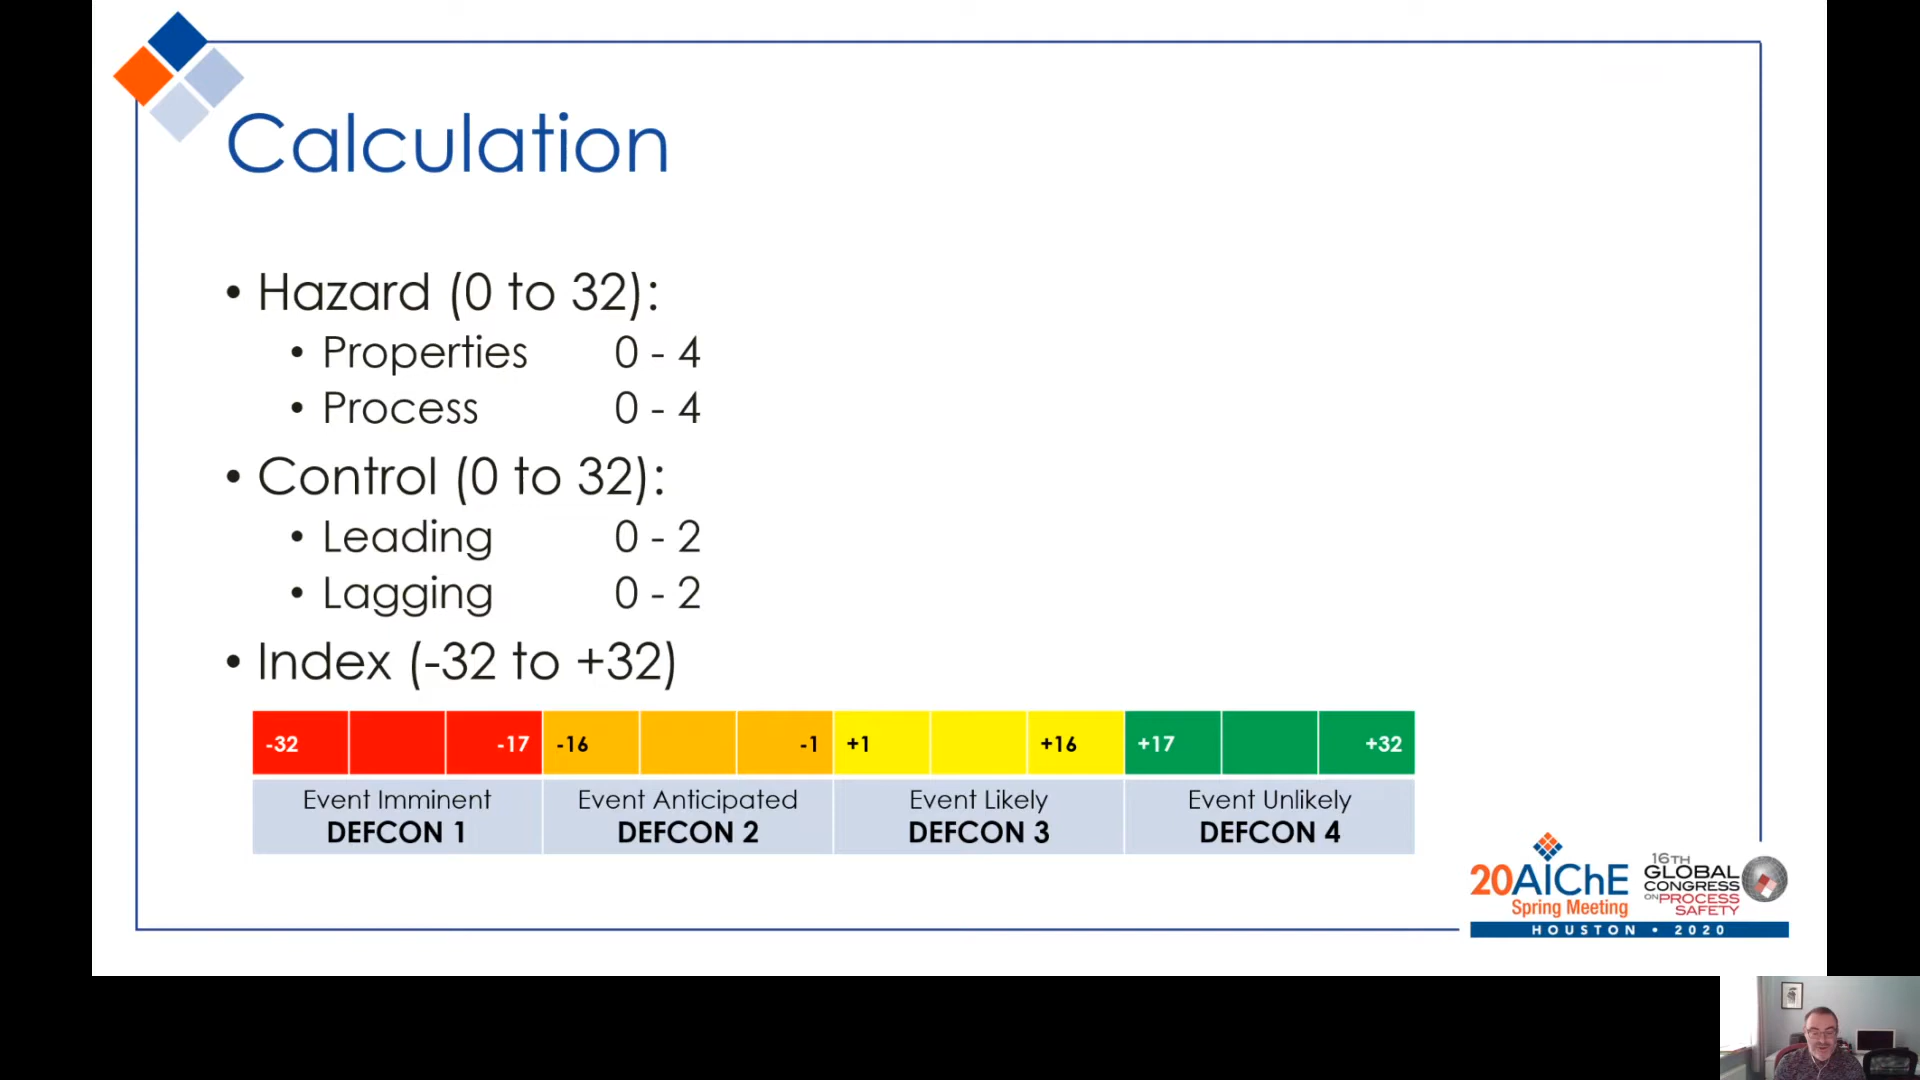 Calculation
• Hazard (0 to 32):
• Properties 0 - 4
• Process 0 - 4
• Control (0 to 32):
• Leading 0 - 2
• Lagging 0 - 2
• Index (-32 to +32)
-32 -17 -16 -1 +1 +16 +17 +32
Event Imminent Event Anticipated Event Likely Event Unlikely
DEFCON 1 DEFCON 2 DEFCON 3 DEFCON 4
20AIChE
Spring Meeting
16TH
GLOBAL
CONGRESS
ON PROCESS
SAFETY
HOUSTON • 2020